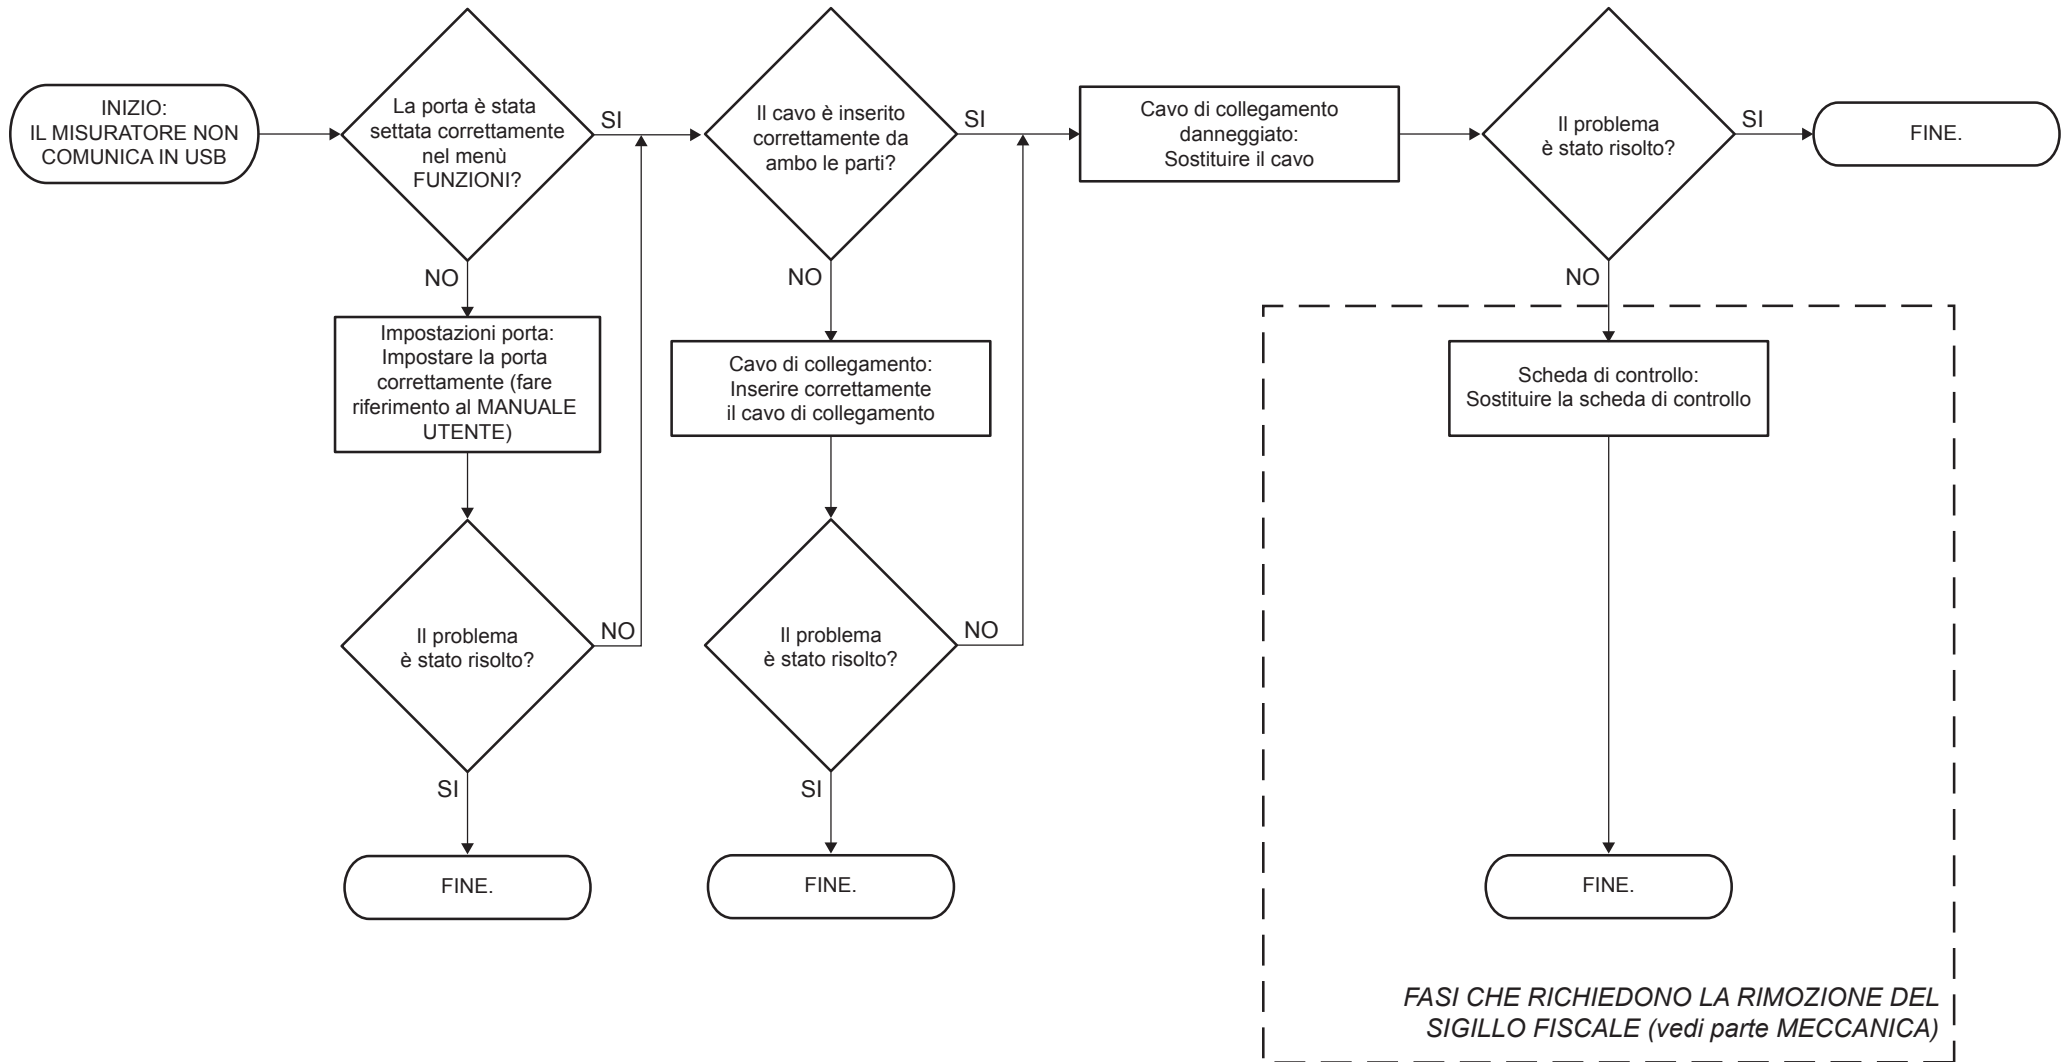 INIZIO:
IL MISURATORE NON
COMUNICA IN USB
La porta è stata
settata correttamente
nel menù
FUNZIONI?
SI
NO
Impostazioni porta:
Impostare la porta
correttamente (fare
riferimento al MANUALE
UTENTE)
Il problema
è stato risolto?
NO
SI
FINE.
Il cavo è inserito
correttamente da
ambo le parti?
SI
NO
Cavo di collegamento:
Inserire correttamente
il cavo di collegamento
Il problema
è stato risolto?
NO
SI
FINE.
Cavo di collegamento
danneggiato:
Sostituire il cavo
Il problema
è stato risolto?
SI
FINE.
NO
Scheda di controllo:
Sostituire la scheda di controllo
FINE.
FASI CHE RICHIEDONO LA RIMOZIONE DEL
SIGILLO FISCALE (vedi parte MECCANICA)